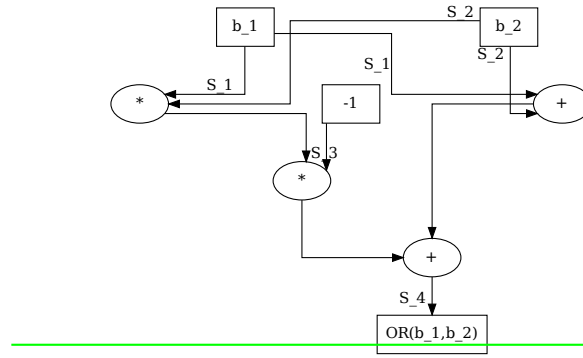 b_1
S_2
b_2
S_2
S_1
S_1
*
-1
+
S_3
*
+
S_4
OR(b_1,b_2)